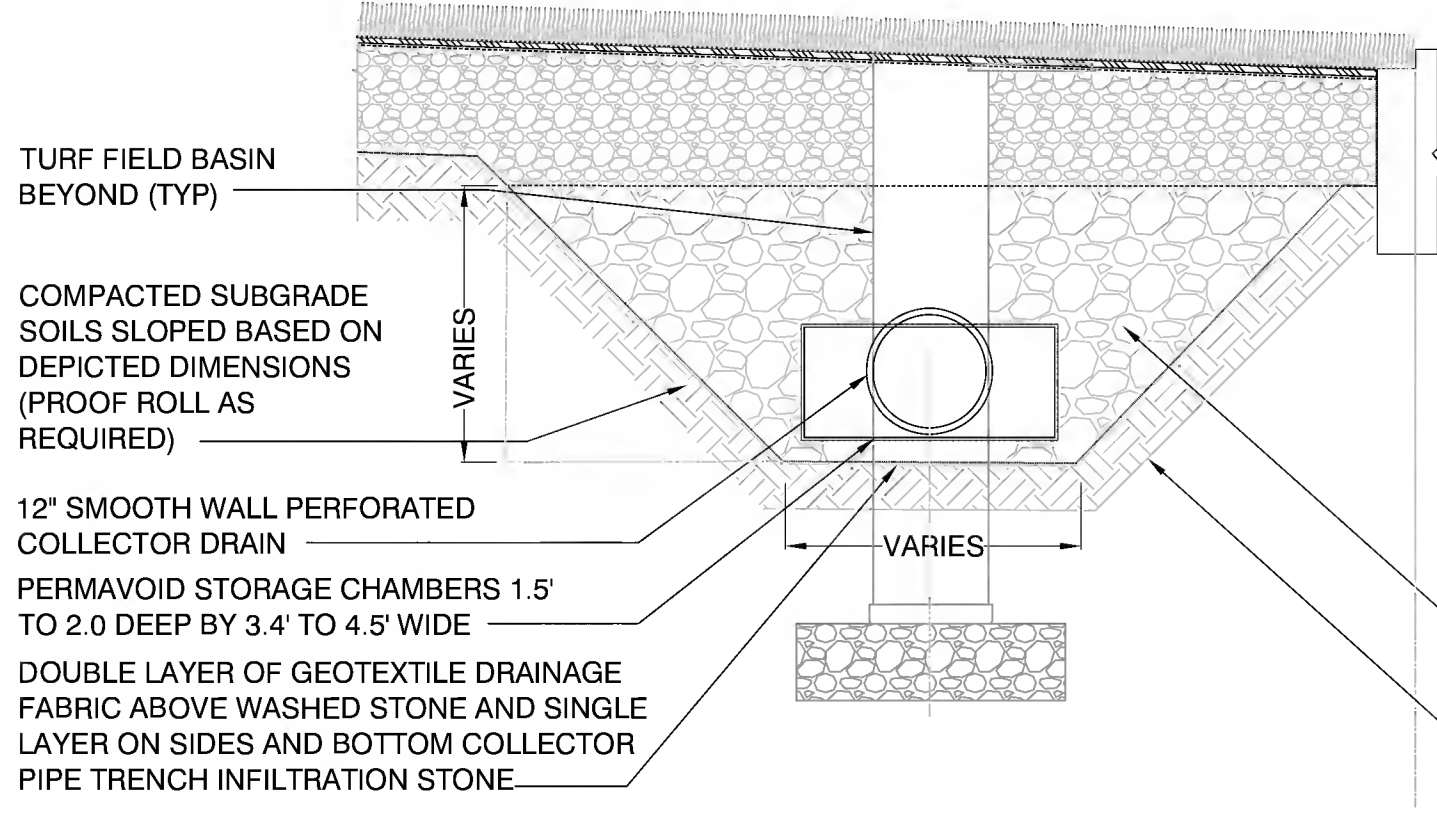 TURF FIELD BASIN
BEYOND (TYP)
COMPACTED SUBGRADE
SOILS SLOPED BASED ON
DEPICTED DIMENSIONS
(PROOF ROLL AS
REQUIRED)
VARIES
12" SMOOTH WALL PERFORATED
COLLECTOR DRAIN
VARIES
PERMAVOID STORAGE CHAMBERS 1.5'
TO 2.0 DEEP BY 3.4' TO 4.5' WIDE
DOUBLE LAYER OF GEOTEXTILE DRAINAGE
FABRIC ABOVE WASHED STONE AND SINGLE
LAYER ON SIDES AND BOTTOM COLLECTOR
PIPE TRENCH INFILTRATION STONE